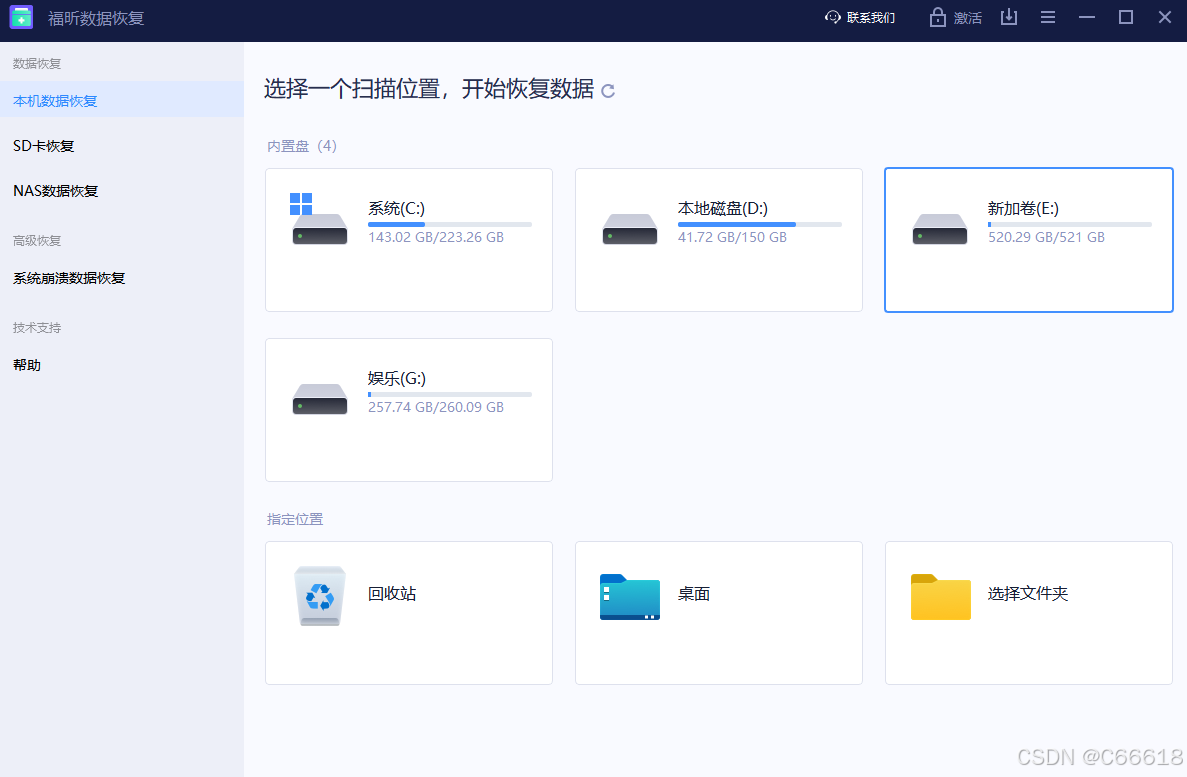 福昕数据恢复
联系我们
激活
数据恢复
本机数据恢复
SD卡恢复
NAS数据恢复
高级恢复
系统崩溃数据恢复
技术支持
帮助
选择一个扫描位置，开始恢复数据
内置盘（4）
系统(C:)
143.02 GB/223.26 GB
本地磁盘(D:)
41.72 GB/150 GB
新加卷(E:)
520.29 GB/521 GB
娱乐(G:)
257.74 GB/260.09 GB
指定位置
回收站
桌面
选择文件夹
CSDN @C66618